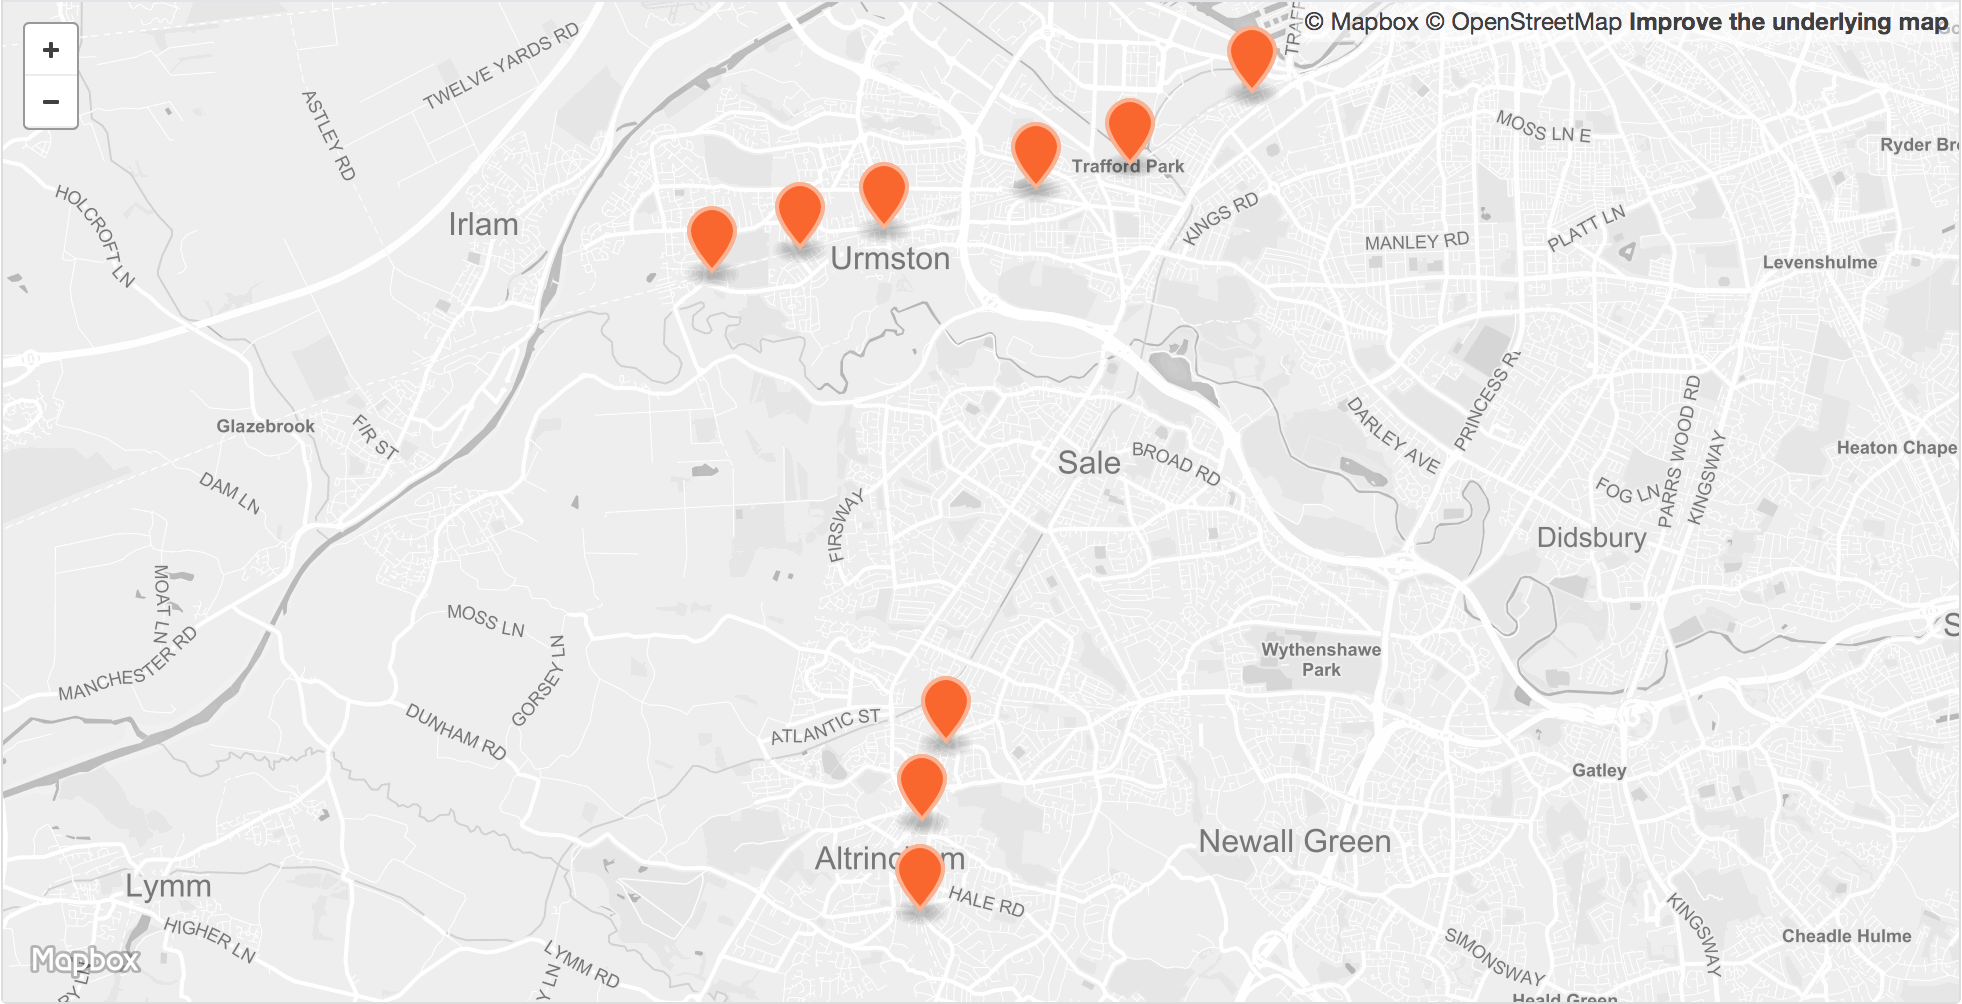 +
−
© Mapbox © OpenStreetMap Improve the underlying map
TWELVE YARDS RD
ASTLEY RD
MOSS LN E
Ryder Br
Trafford Park
HOLCROFT LN
Irlam
KINGS RD
MANLEY RD
PLATT LN
Urmston
Levenshulme
Glazebrook
FIR ST
DAM LN
Sale
BROAD RD
DARLEY AVE
PRINCESS R
PARRS WOOD RD
KINGSWAY
Heaton Chape
FOG LN
FIRSWAY
Didsbury
MOAT LN
MOSS LN
MANCHESTER RD
GORSEY LN
Wythenshawe
Park
S
DUNHAM RD
ATLANTIC ST
Gatley
Newall Green
Altrin m
Lymm
HALE RD
HIGHER LN
LYMM RD
Y LN
RY LN
SIMONSWAY
KINGSWAY
Cheadle Hulme
Heald Green
Mapbox